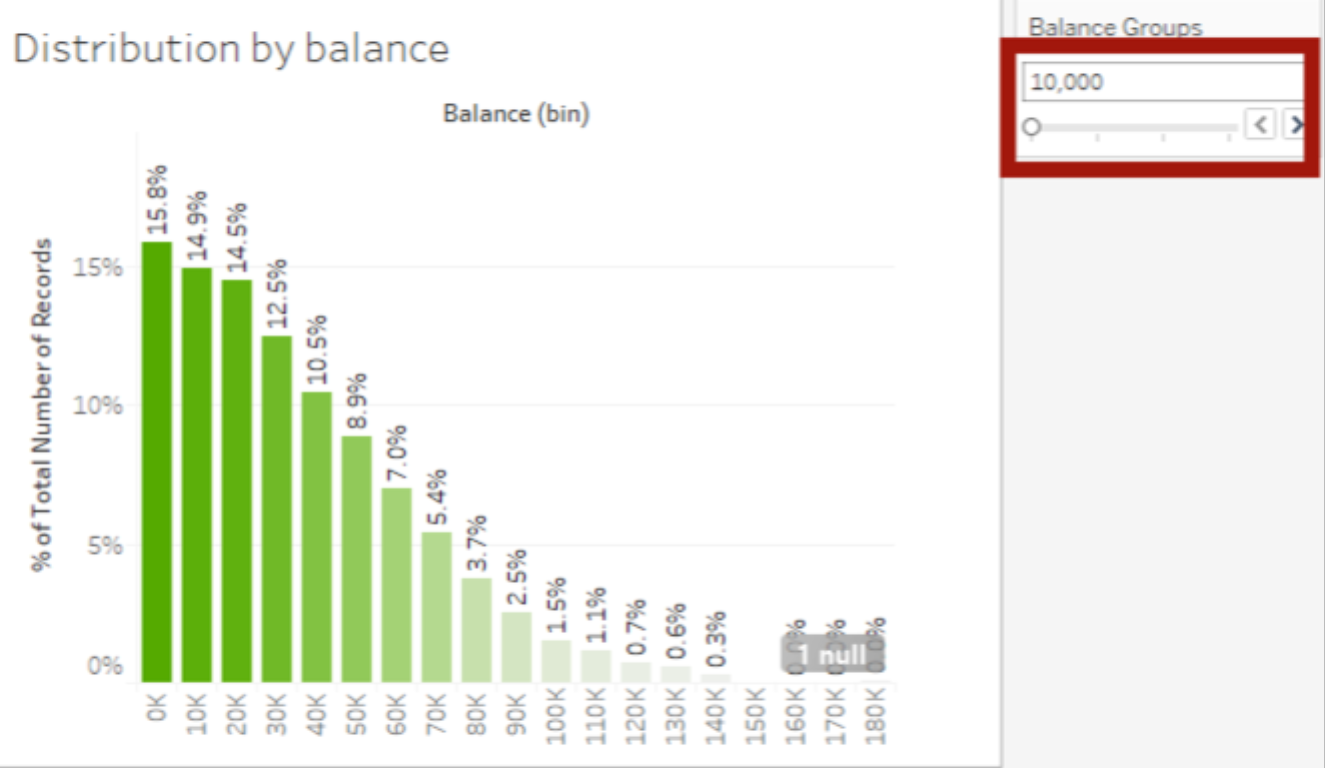 Distribution by balance
Balance Groups
10,000
Balance (bin)
% of Total Number of Records
15%
10%
5%
0%
15.8%
14.9%
14.5%
12.5%
10.5%
8.9%
7.0%
5.4%
3.7%
2.5%
1.5%
1.1%
0.7%
0.6%
0.3%
1 null
0K
10K
20K
30K
40K
50K
60K
70K
80K
90K
100K
110K
120K
130K
140K
150K
160K
170K
180K